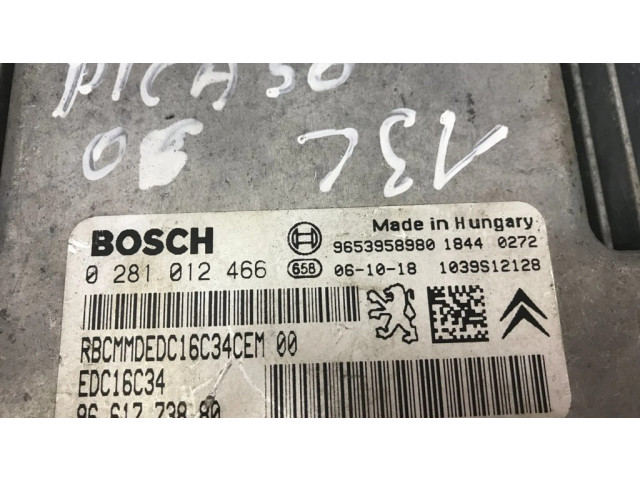 PICASO
06 13L
BOSCH Made in Hungary
9653958980 1844 0272
0 281 012 466 658 06-10-18 1039S12128
RBCMMDEDC16C34CEM 00
EDC16C34
96 617 738 80